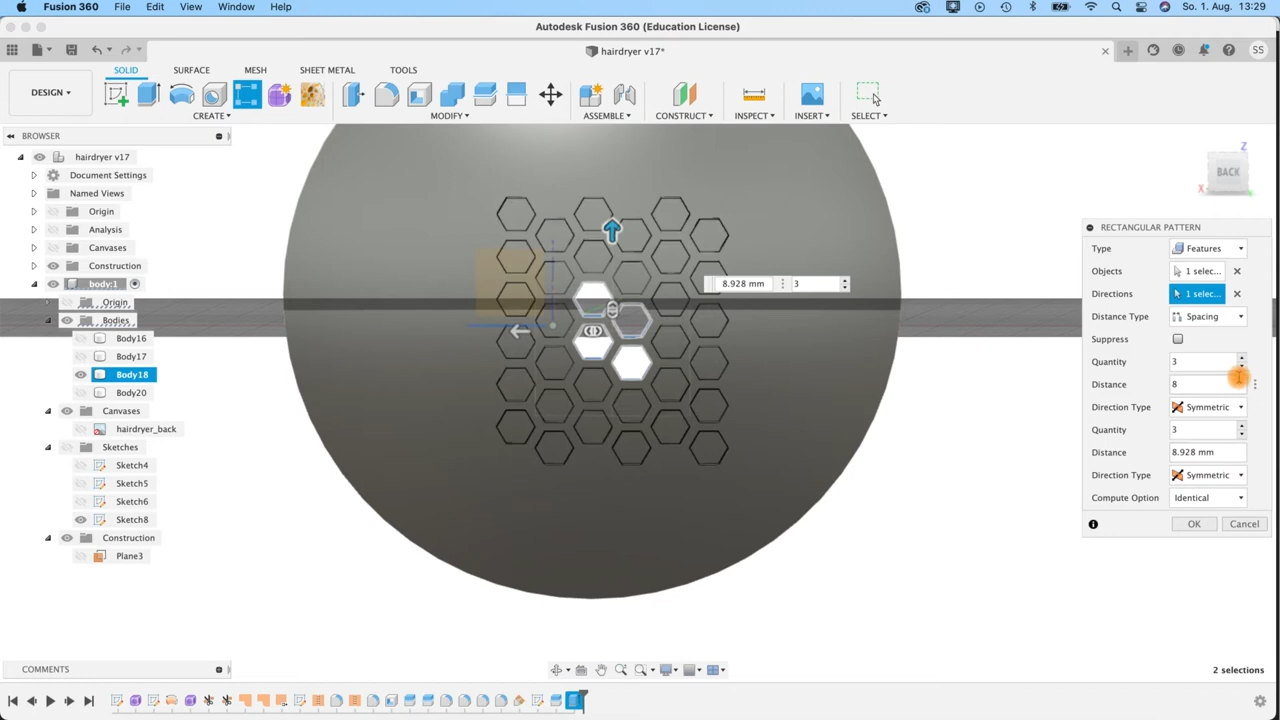 Fusion 360 File Edit View Window Help So. 1. Aug. 13:29
Autodesk Fusion 360 (Education License)
hairdryer v17*
SS
SOLID SURFACE MESH SHEET METAL TOOLS
DESIGN
CREATE MODIFY ASSEMBLE CONSTRUCT INSPECT INSERT SELECT
BROWSER
hairdryer v17
Document Settings
Named Views
Origin
Analysis
Canvases
Construction
body:1
Origin
Bodies
Body16
Body17
Body18
Body20
Canvases
hairdryer_back
Sketches
Sketch4
Sketch5
Sketch6
Sketch8
Construction
Plane3
Z
BACK
X
8.928 mm 3
RECTANGULAR PATTERN
Type Features
Objects 1 selec...
Directions 1 selec...
Distance Type Spacing
Suppress
Quantity 3
Distance 8
Direction Type Symmetric
Quantity 3
Distance 8.928 mm
Direction Type Symmetric
Compute Option Identical
OK Cancel
COMMENTS
2 selections